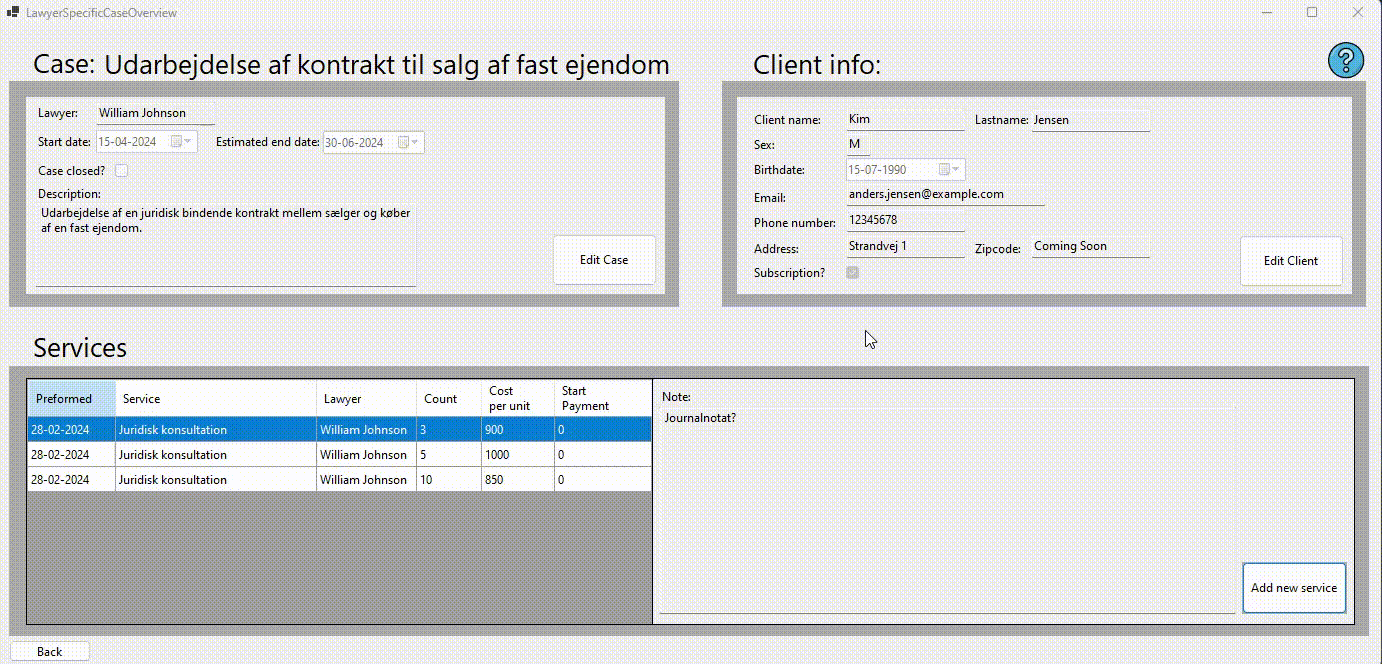 LawyerSpecificCaseOverview
Case: Udarbejdelse af kontrakt til salg af fast ejendom
Lawyer: William Johnson
Start date: 15-04-2024 Estimated end date: 30-06-2024
Case closed?
Description:
Udarbejdelse af en juridisk bindende kontrakt mellem sælger og køber
af en fast ejendom.
Edit Case
Client info:
?
Client name: Kim Lastname: Jensen
Sex: M
Birthdate: 15-07-1990
Email: anders.jensen@example.com
Phone number: 12345678
Address: Strandvej 1 Zipcode: Coming Soon
Subscription?
Edit Client
Services
Preformed Service Lawyer Count Cost per unit Start Payment
28-02-2024 Juridisk konsultation William Johnson 3 900 0
28-02-2024 Juridisk konsultation William Johnson 5 1000 0
28-02-2024 Juridisk konsultation William Johnson 10 850 0
Note:
Journalnotat?
Add new service
Back